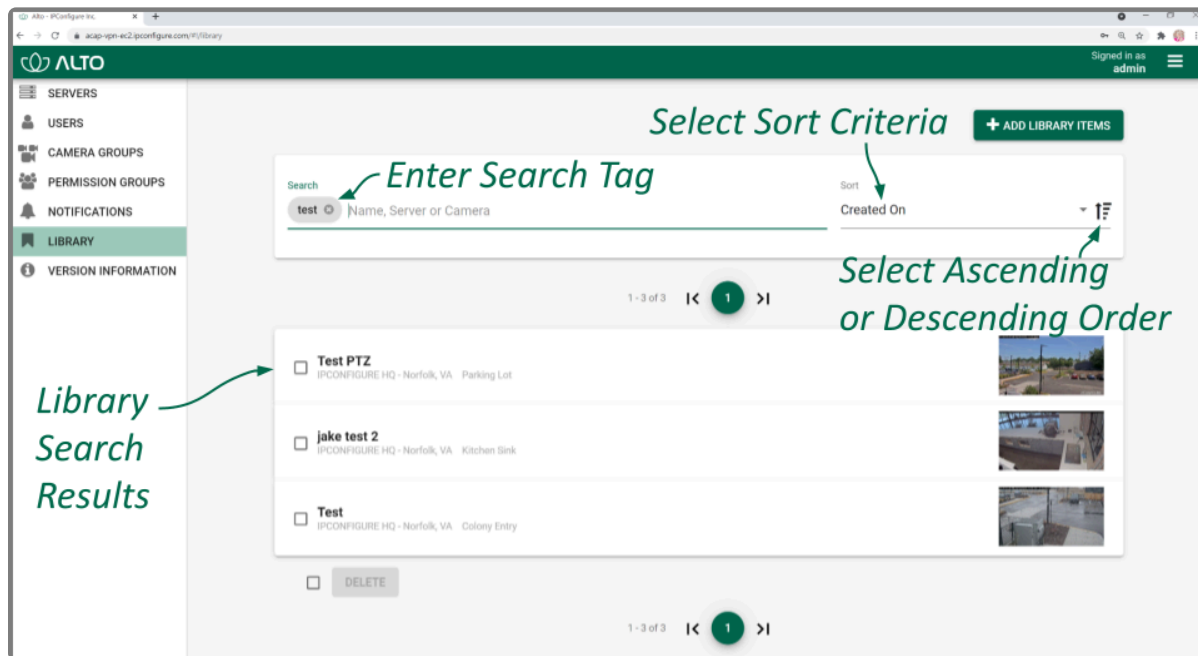 Alto - IPConfigure Inc.
acap-vpn-ec2.ipconfigure.com/#!/library
ALTO
Signed in as
admin
SERVERS
USERS
CAMERA GROUPS
PERMISSION GROUPS
NOTIFICATIONS
LIBRARY
VERSION INFORMATION
Select Sort Criteria
+ ADD LIBRARY ITEMS
Enter Search Tag
Search
test Name, Server or Camera
Sort
Created On
Select Ascending
or Descending Order
1 - 3 of 3 1
Library
Search
Results
Test PTZ
IPCONFIGURE HQ - Norfolk, VA Parking Lot
jake test 2
IPCONFIGURE HQ - Norfolk, VA Kitchen Sink
Test
IPCONFIGURE HQ - Norfolk, VA Colony Entry
DELETE
1 - 3 of 3 1